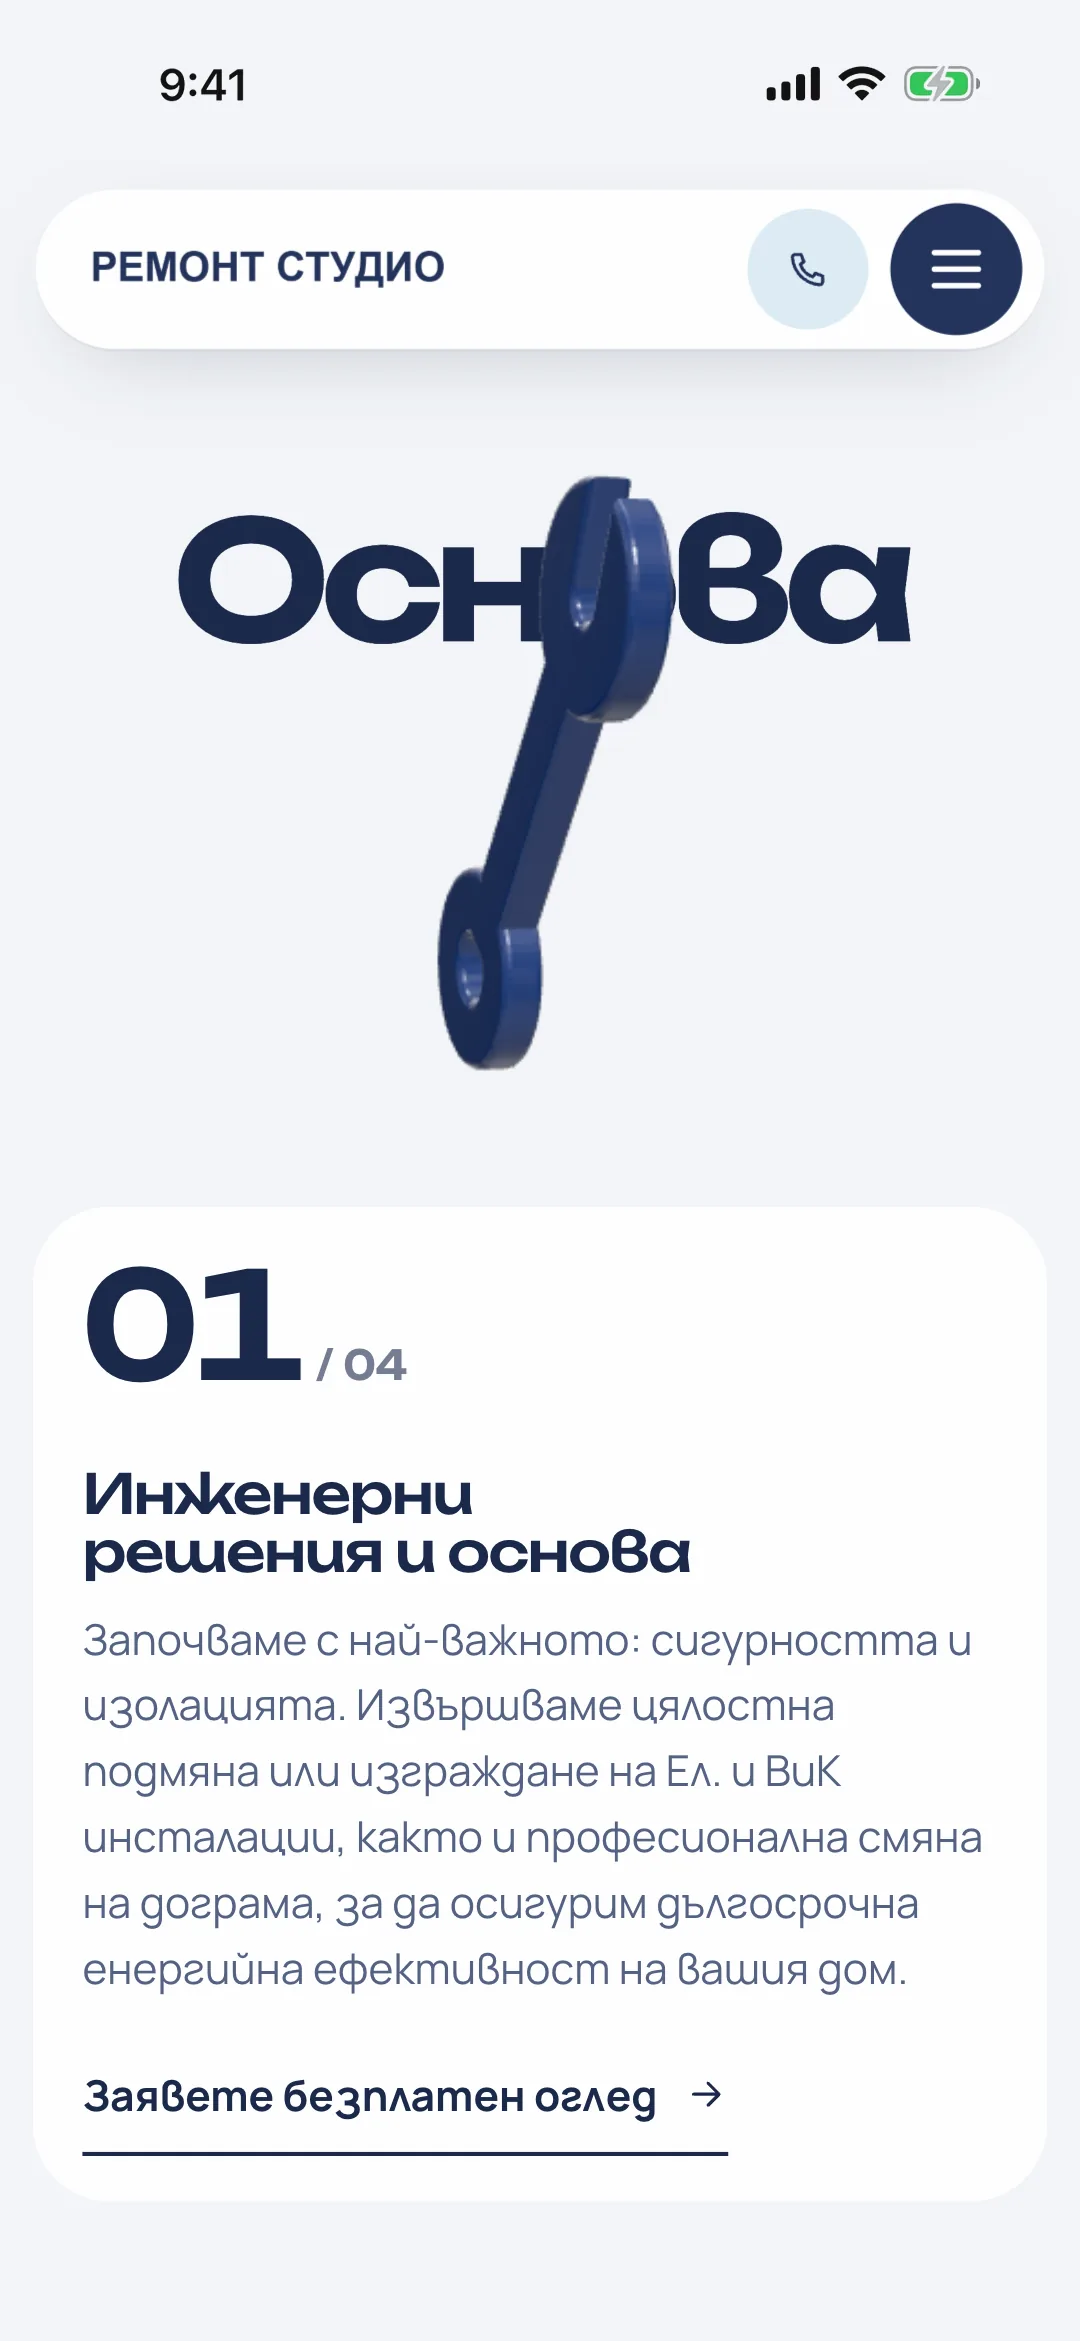 9:41
РЕМОНТ СТУДИО
Основа
01 / 04
Инженерни
решения и основа
Започваме с най-важното: сигурността и
изолацията. Извършваме цялостна
подмяна или изграждане на Ел. и ВиК
инсталации, както и професионална смяна
на дограма, за да осигурим дългосрочна
енергийна ефективност на вашия дом.
Заявете безплатен оглед →